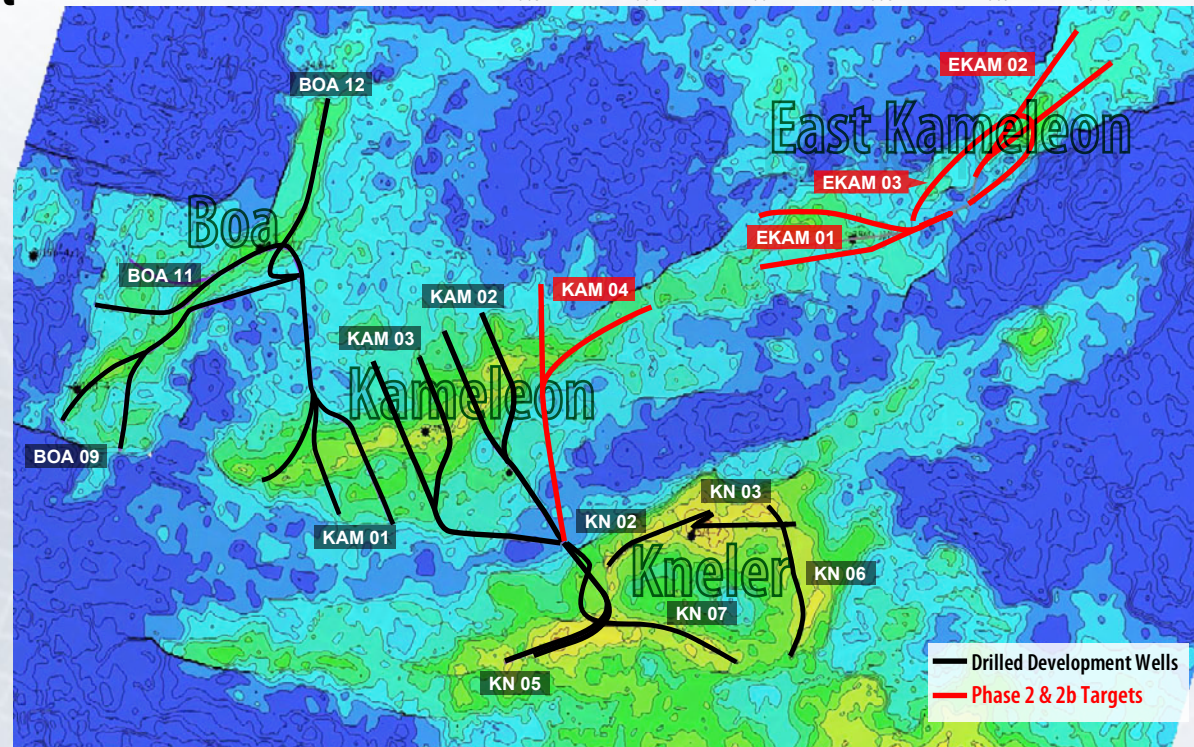 EKAM 02
BOA 12
East Kameleon
EKAM 03
Boa
EKAM 01
BOA 11
KAM 04
KAM 02
KAM 03
Kameleon
BOA 09
KN 03
KN 02
KAM 01
Kneler
KN 06
KN 07
KN 05
Drilled Development Wells
Phase 2 & 2b Targets